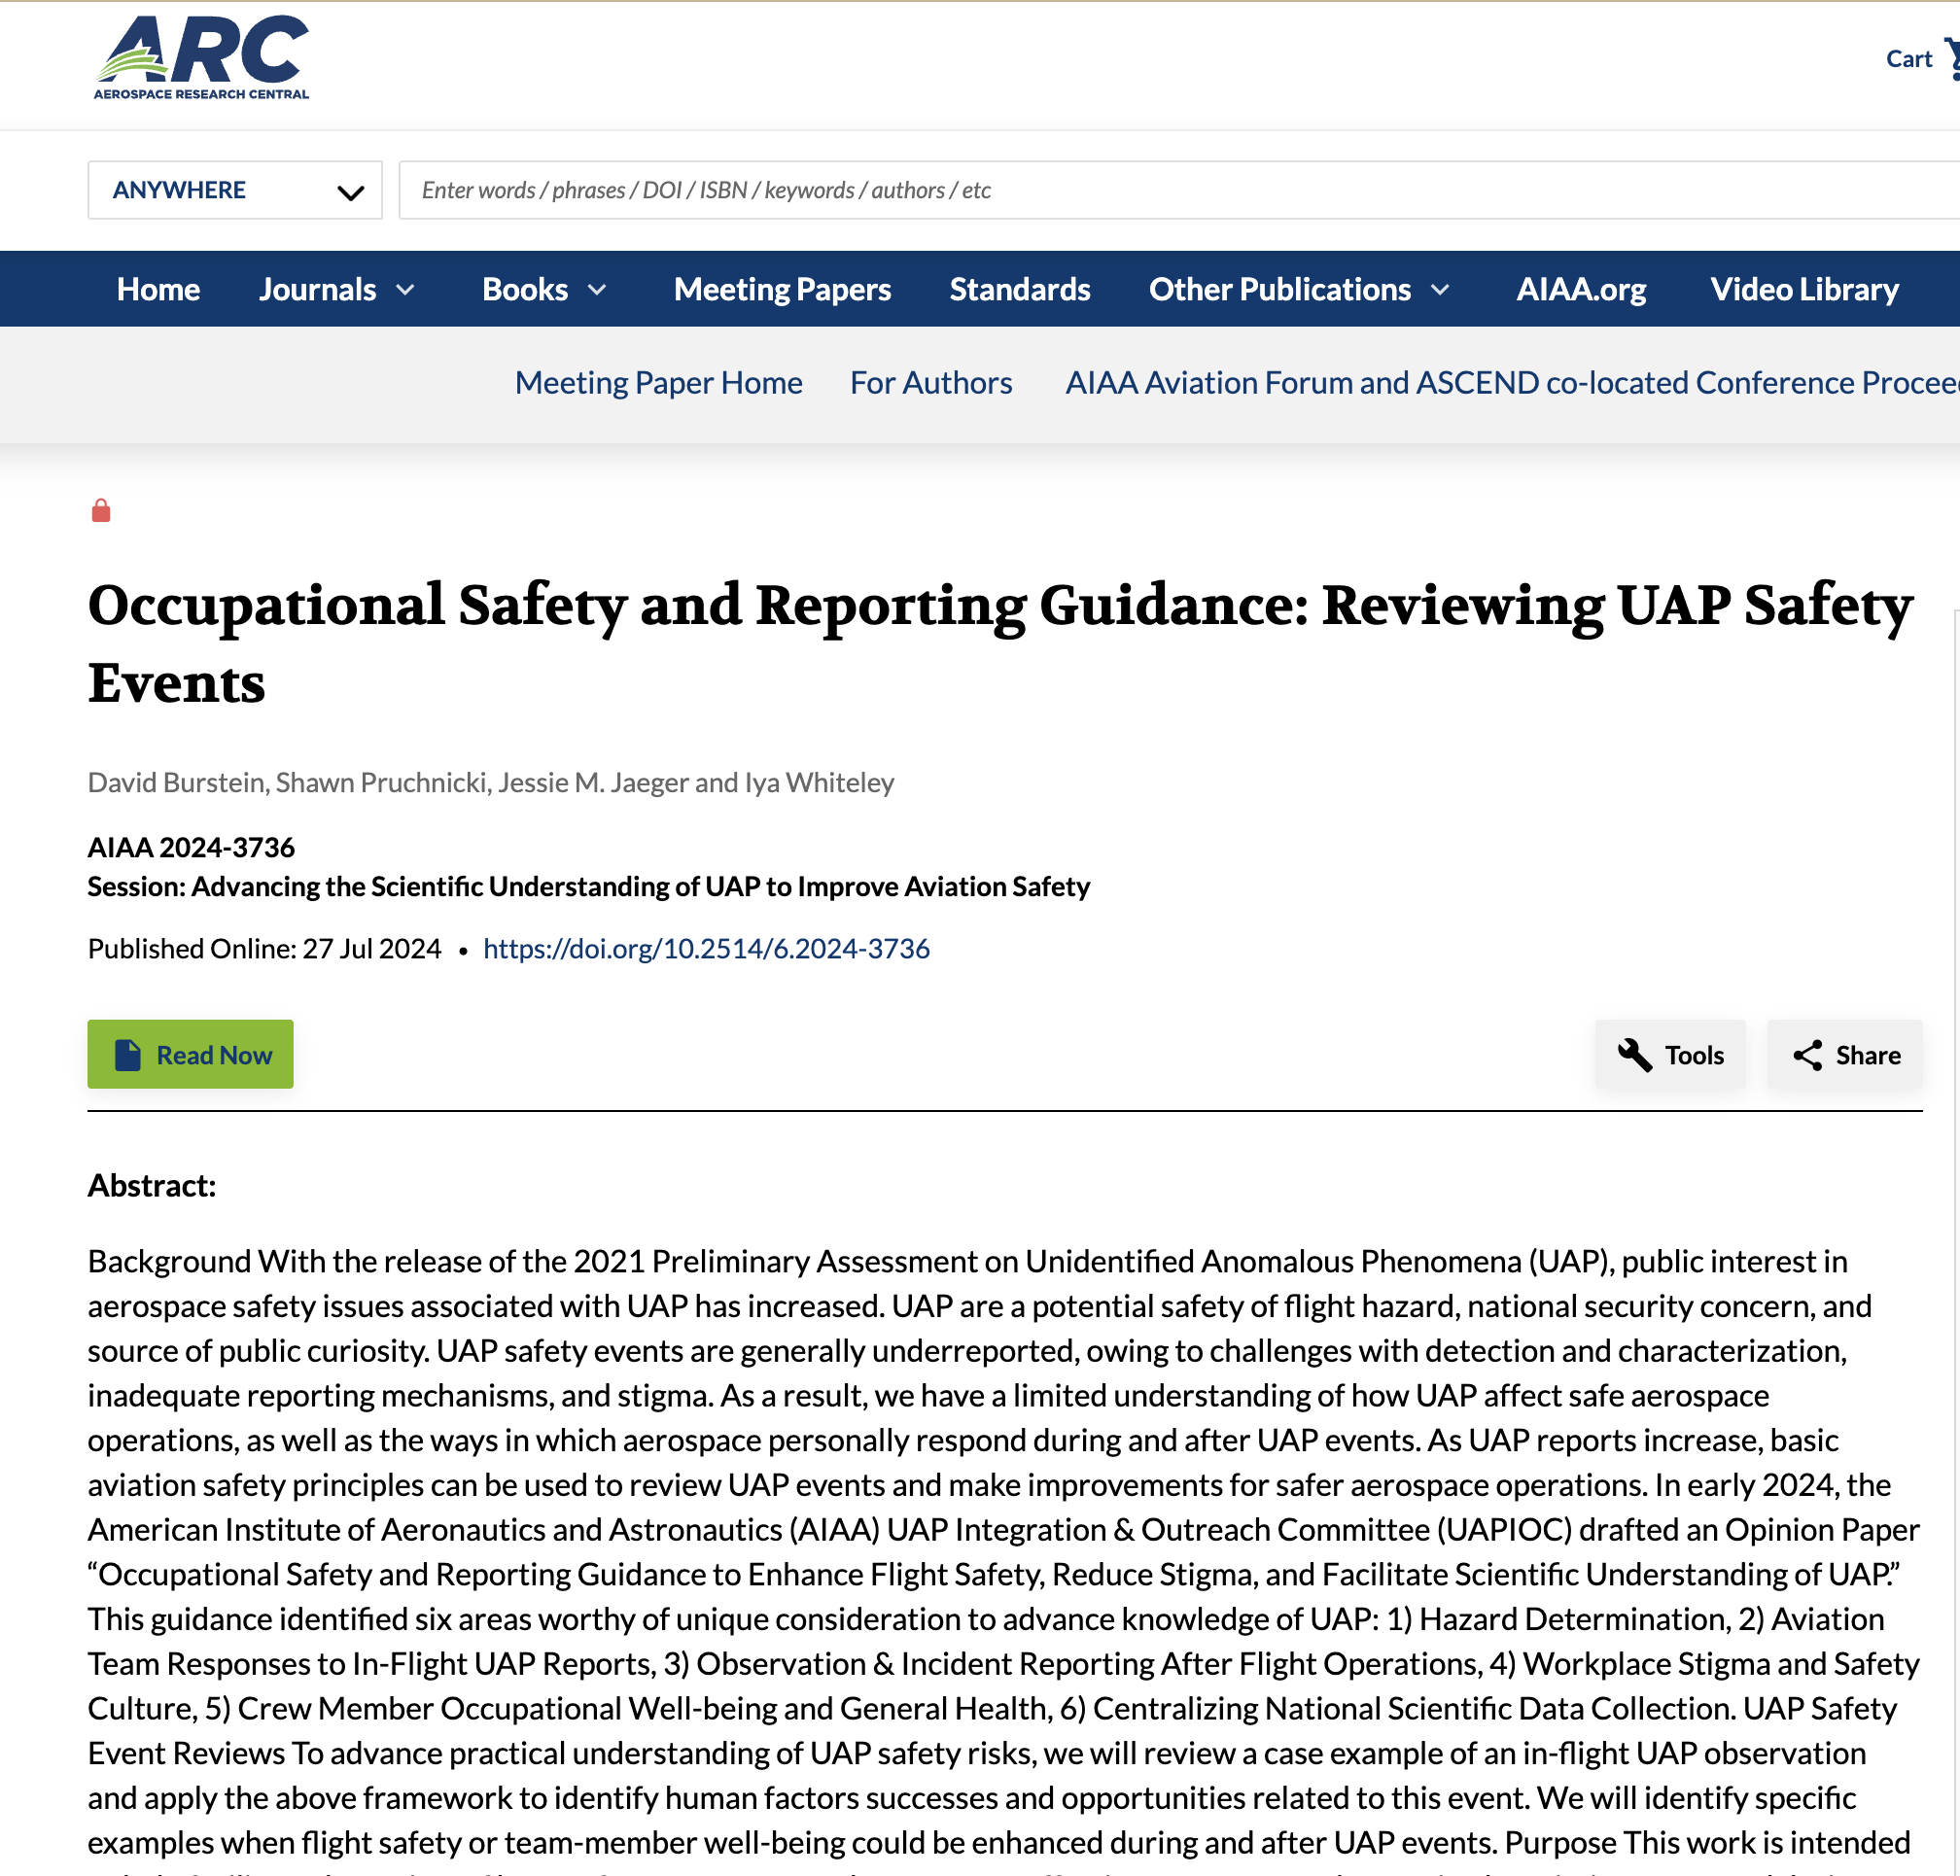 ARC
AEROSPACE RESEARCH CENTRAL
Cart
ANYWHERE
Enter words / phrases / DOI / ISBN / keywords / authors / etc
Home Journals Books Meeting Papers Standards Other Publications AIAA.org Video Library
Meeting Paper Home For Authors AIAA Aviation Forum and ASCEND co-located Conference
Occupational Safety and Reporting Guidance: Reviewing UAP Safety
Events
David Burstein, Shawn Pruchnicki, Jessie M. Jaeger and Iya Whiteley
AIAA 2024-3736
Session: Advancing the Scientific Understanding of UAP to Improve Aviation Safety
Published Online: 27 Jul 2024 • https://doi.org/10.2514/6.2024-3736
Read Now
Tools
Share
Abstract:
Background With the release of the 2021 Preliminary Assessment on Unidentified Anomalous Phenomena (UAP), public interest in
aerospace safety issues associated with UAP has increased. UAP are a potential safety of flight hazard, national security concern, and
source of public curiosity. UAP safety events are generally underreported, owing to challenges with detection and characterization,
inadequate reporting mechanisms, and stigma. As a result, we have a limited understanding of how UAP affect safe aerospace
operations, as well as the ways in which aerospace personally respond during and after UAP events. As UAP reports increase, basic
aviation safety principles can be used to review UAP events and make improvements for safer aerospace operations. In early 2024, the
American Institute of Aeronautics and Astronautics (AIAA) UAP Integration & Outreach Committee (UAPIOC) drafted an Opinion Paper
“Occupational Safety and Reporting Guidance to Enhance Flight Safety, Reduce Stigma, and Facilitate Scientific Understanding of UAP.”
This guidance identified six areas worthy of unique consideration to advance knowledge of UAP: 1) Hazard Determination, 2) Aviation
Team Responses to In-Flight UAP Reports, 3) Observation & Incident Reporting After Flight Operations, 4) Workplace Stigma and Safety
Culture, 5) Crew Member Occupational Well-being and General Health, 6) Centralizing National Scientific Data Collection. UAP Safety
Event Reviews To advance practical understanding of UAP safety risks, we will review a case example of an in-flight UAP observation
and apply the above framework to identify human factors successes and opportunities related to this event. We will identify specific
examples when flight safety or team-member well-being could be enhanced during and after UAP events. Purpose This work is intended